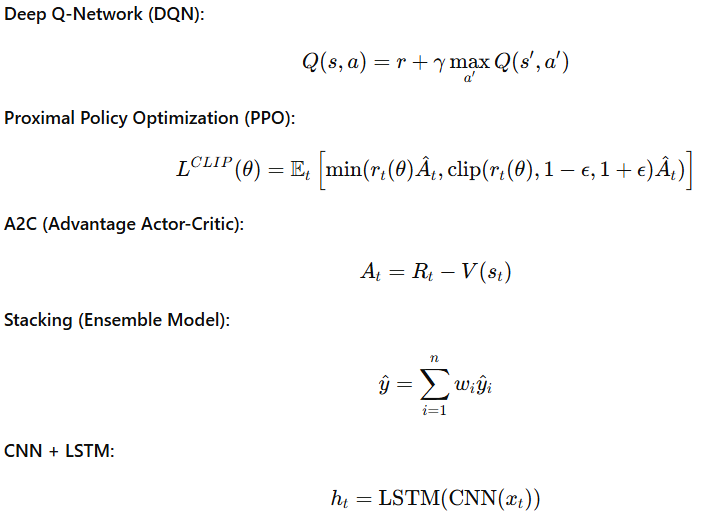 Deep Q-Network (DQN):
Q(s, a) = r + γ max_{a′} Q(s′, a′)
Proximal Policy Optimization (PPO):
L^{CLIP}(θ) = 𝔼_t [min(r_t(θ)Â_t, clip(r_t(θ), 1 − ϵ, 1 + ϵ)Â_t)]
A2C (Advantage Actor-Critic):
A_t = R_t − V(s_t)
Stacking (Ensemble Model):
ŷ = ∑_{i=1}^{n} w_i ŷ_i
CNN + LSTM:
h_t = LSTM(CNN(x_t))